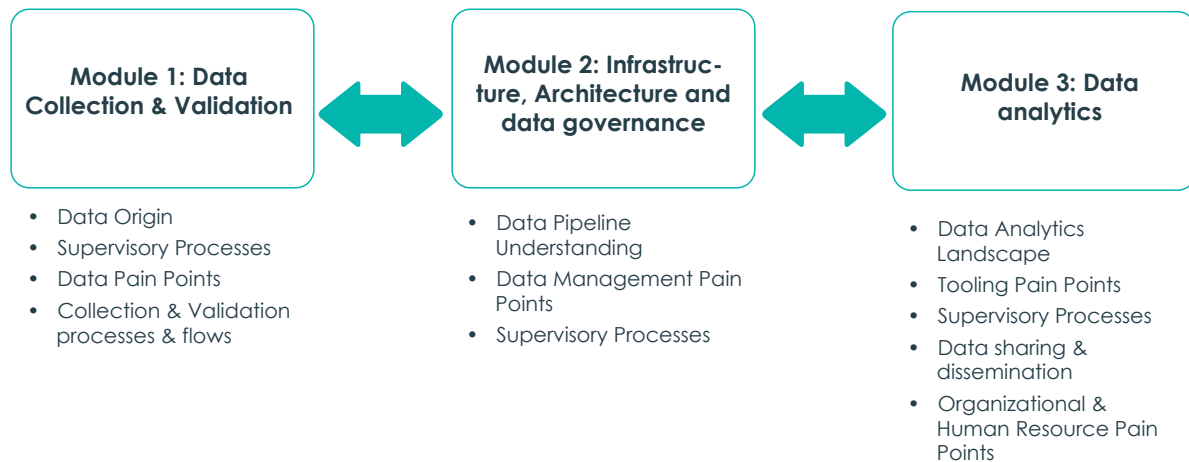 Module 1: Data
Collection & Validation
• Data Origin
• Supervisory Processes
• Data Pain Points
• Collection & Validation
processes & flows
Module 2: Infrastruc-
ture, Architecture and
data governance
• Data Pipeline
Understanding
• Data Management Pain
Points
• Supervisory Processes
Module 3: Data
analytics
• Data Analytics
Landscape
• Tooling Pain Points
• Supervisory Processes
• Data sharing &
dissemination
• Organizational &
Human Resource Pain
Points